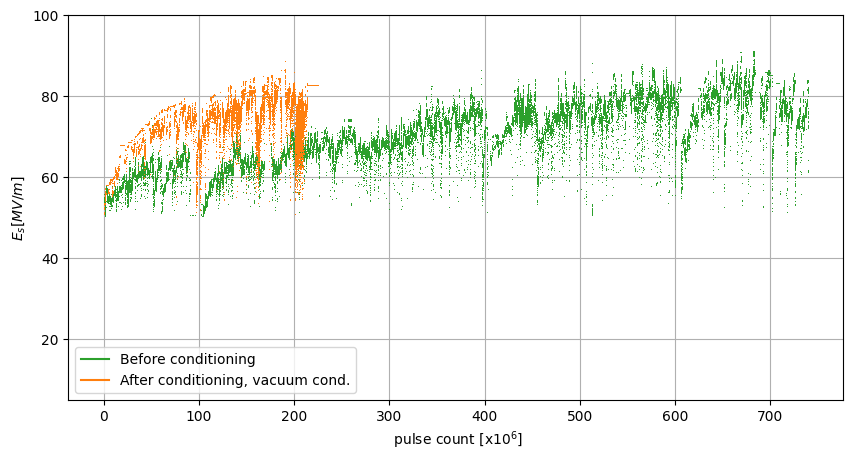 100
80
60
40
20
E_s[MV/m]
0 100 200 300 400 500 600 700
pulse count [x10^6]
Before conditioning
After conditioning, vacuum cond.